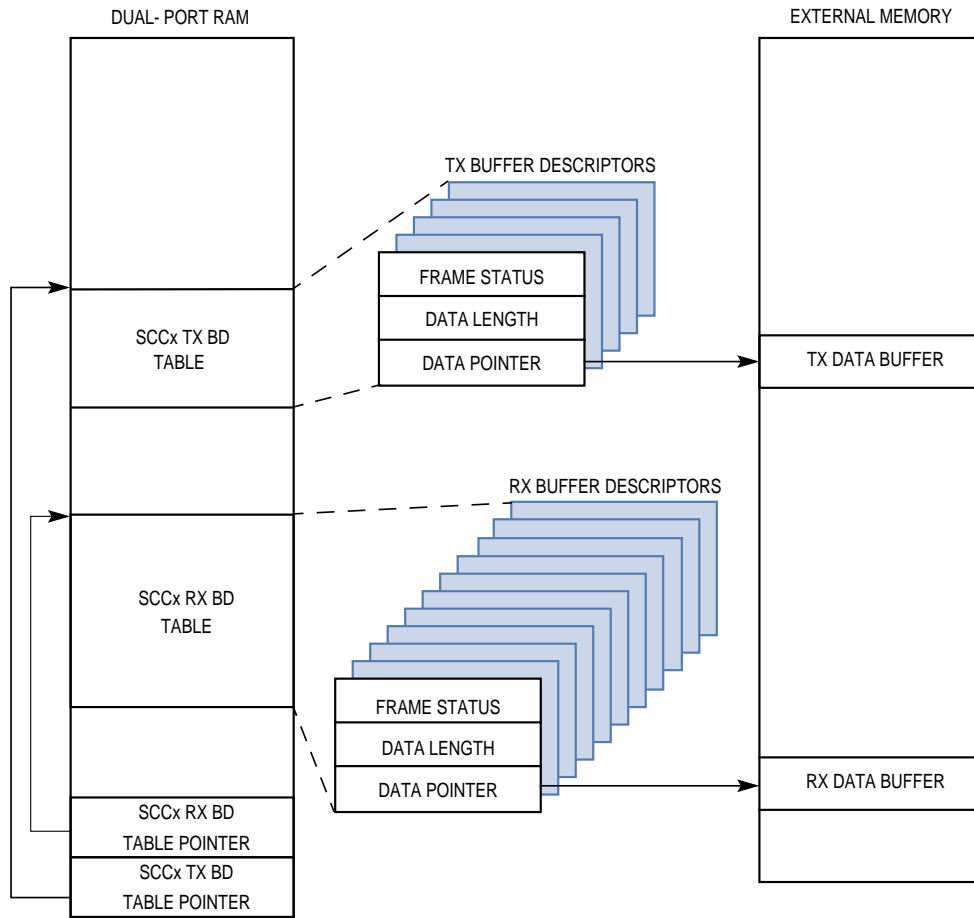 DUAL- PORT RAM
EXTERNAL MEMORY
TX BUFFER DESCRIPTORS
FRAME STATUS
DATA LENGTH
DATA POINTER
SCCx TX BD
TABLE
TX DATA BUFFER
RX BUFFER DESCRIPTORS
SCCx RX BD
TABLE
FRAME STATUS
DATA LENGTH
DATA POINTER
RX DATA BUFFER
SCCx RX BD
TABLE POINTER
SCCx TX BD
TABLE POINTER